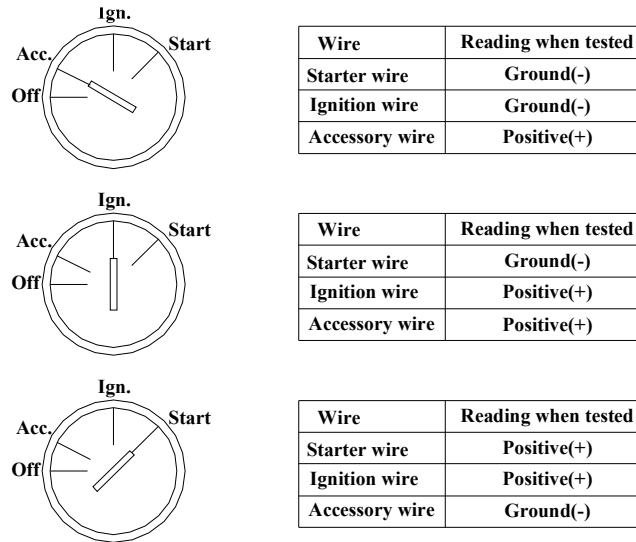 Ign.
Start
Acc.
Off
Wire Reading when tested
Starter wire Ground(-)
Ignition wire Ground(-)
Accessory wire Positive(+)
Ign.
Start
Acc.
Off
Wire Reading when tested
Starter wire Ground(-)
Ignition wire Positive(+)
Accessory wire Positive(+)
Ign.
Start
Acc.
Off
Wire Reading when tested
Starter wire Positive(+)
Ignition wire Positive(+)
Accessory wire Ground(-)